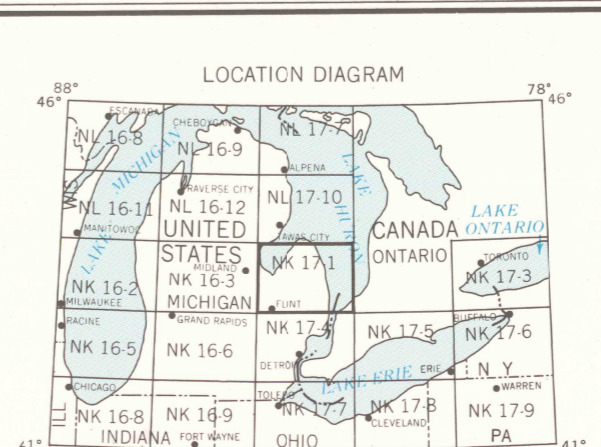 LOCATION DIAGRAM
88°
78°
46°
46°
ESCANABA
CHEBOYGAN
NL 16-8
NL 16-9
NL 17-7
ALPENA
LAKE MICHIGAN
LAKE HURON
TRAVERSE CITY
NL 16-11
NL 16-12
NL 17-10
MANITOWOC
UNITED
STATES
TAWAS CITY
CANADA
ONTARIO
LAKE
ONTARIO
TORONTO
MIDLAND
NK 16-2
NK 16-3
NK 17-1
NK 17-3
MICHIGAN
FLINT
MILWAUKEE
RACINE
GRAND RAPIDS
BUFFALO
NK 16-5
NK 16-6
NK 17-4
NK 17-5
NK 17-6
DETROIT
ERIE
N Y
LAKE ERIE
CHICAGO
TOLEDO
WARREN
ILL
NK 16-8
NK 16-9
NK 17-7
NK 17-8
NK 17-9
CLEVELAND
41°
INDIANA
FORT WAYNE
OHIO
PA
41°